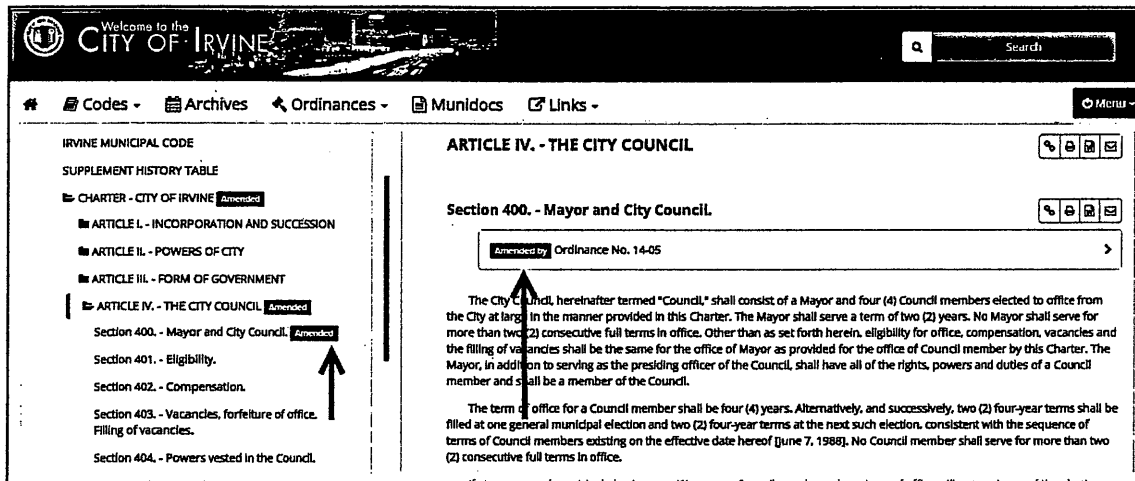 Welcome to the
CITY OF IRVINE
Search
Codes
Archives
Ordinances
Munidocs
Links
Menu
IRVINE MUNICIPAL CODE
SUPPLEMENT HISTORY TABLE
CHARTER - CITY OF IRVINE Amended
ARTICLE I. - INCORPORATION AND SUCCESSION
ARTICLE II. - POWERS OF CITY
ARTICLE III. - FORM OF GOVERNMENT
ARTICLE IV. - THE CITY COUNCIL Amended
Section 400. - Mayor and City Council. Amended
Section 401. - Eligibility.
Section 402. - Compensation.
Section 403. - Vacancies, forfeiture of office.
Filling of vacancies.
Section 404. - Powers vested in the Council.
ARTICLE IV. - THE CITY COUNCIL
Section 400. - Mayor and City Council.
Amended by Ordinance No. 14-05
The City Council, hereinafter termed "Council," shall consist of a Mayor and four (4) Council members elected to office from
the City at large in the manner provided in this Charter. The Mayor shall serve a term of two (2) years. No Mayor shall serve for
more than two (2) consecutive full terms in office. Other than as set forth herein, eligibility for office, compensation, vacancies and
the filling of vacancies shall be the same for the office of Mayor as provided for the office of Council member by this Charter. The
Mayor, in addition to serving as the presiding officer of the Council, shall have all of the rights, powers and duties of a Council
member and shall be a member of the Council.
The term of office for a Council member shall be four (4) years. Alternatively, and successively, two (2) four-year terms shall be
filled at one general municipal election and two (2) four-year terms at the next such election, consistent with the sequence of
terms of Council members existing on the effective date hereof [June 7, 1988]. No Council member shall serve for more than two
(2) consecutive full terms in office.